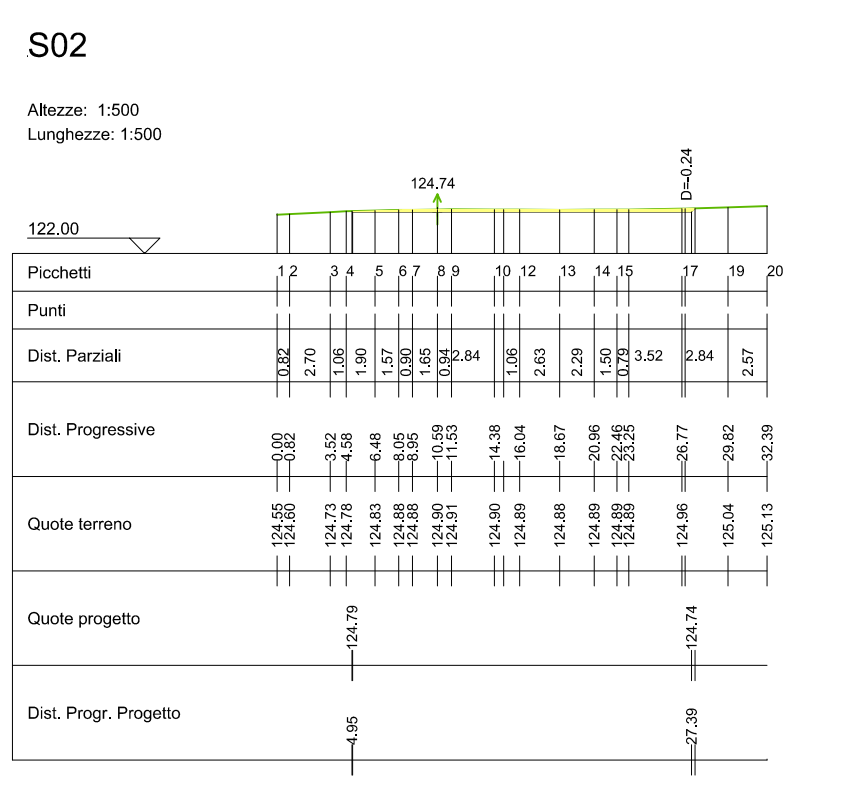 S02
Altezze: 1:500
Lunghezze: 1:500
D=-0.24
124.74
122.00
Picchetti 1 2 3 4 5 6 7 8 9 10 12 13 14 15 17 19 20
Punti
Dist. Parziali 0.82 2.70 1.06 1.90 1.57 0.90 1.65 0.94 2.84 1.06 2.63 2.29 1.50 0.79 3.52 2.84 2.57
Dist. Progressive 0.00 0.82 3.52 4.58 6.48 8.05 8.95 10.59 11.53 14.38 16.04 18.67 20.96 22.46 23.25 26.77 29.82 32.39
Quote terreno 124.55 124.60 124.73 124.78 124.83 124.88 124.88 124.90 124.91 124.90 124.89 124.88 124.89 124.89 124.89 124.96 125.04 125.13
Quote progetto 124.79 124.74
Dist. Progr. Progetto 4.95 27.39